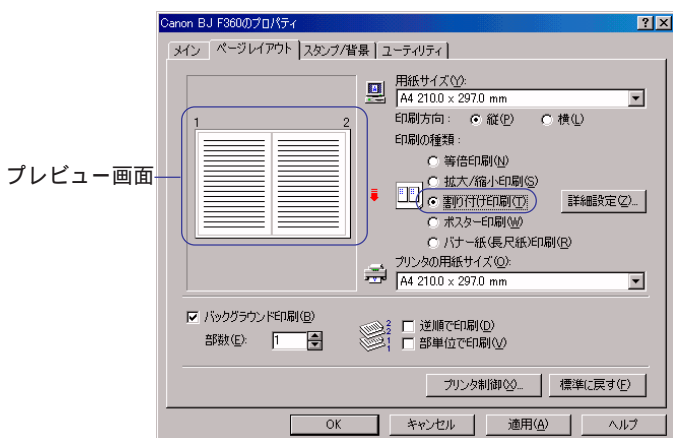 Canon BJ F360のプロパティ
メイン ページレイアウト スタンプ/背景 ユーティリティ
用紙サイズ(Y):
A4 210.0 x 297.0 mm
印刷方向: 縦(P) 横(L)
印刷の種類:
等倍印刷(N)
拡大/縮小印刷(S)
割り付け印刷(T) 詳細設定(Z)...
ポスター印刷(W)
バナー紙(長尺紙)印刷(R)
プリンタの用紙サイズ(O):
A4 210.0 x 297.0 mm
1 2
プレビュー画面
バックグラウンド印刷(B)
部数(E): 1
2
2
1
1
逆順で印刷(D)
部単位で印刷(V)
プリンタ制御(X)... 標準に戻す(F)
OK キャンセル 適用(A) ヘルプ